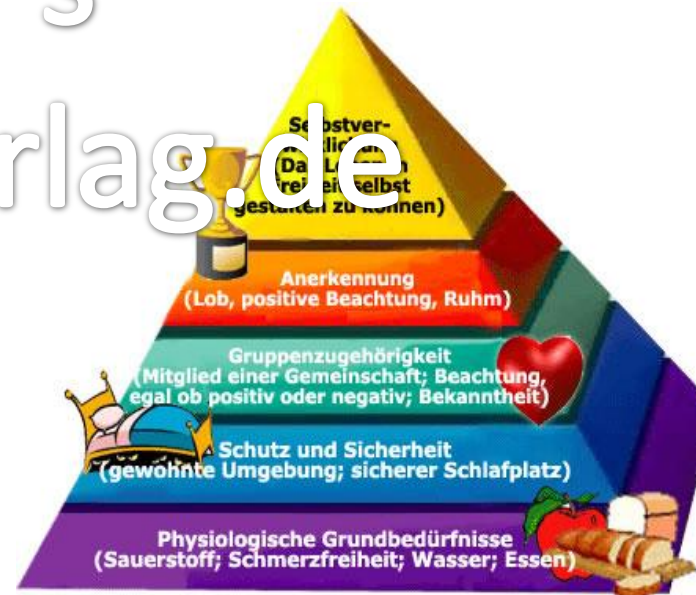 s
rlag.de
Selbstver-
gestalten zu können)
Anerkennung
(Lob, positive Beachtung, Ruhm)
Gruppenzugehörigkeit
(Mitglied einer Gemeinschaft; Beachtung,
egal ob positiv oder negativ; Bekanntheit)
Schutz und Sicherheit
(gewohnte Umgebung; sicherer Schlafplatz)
Physiologische Grundbedürfnisse
(Sauerstoff; Schmerzfreiheit; Wasser; Essen)